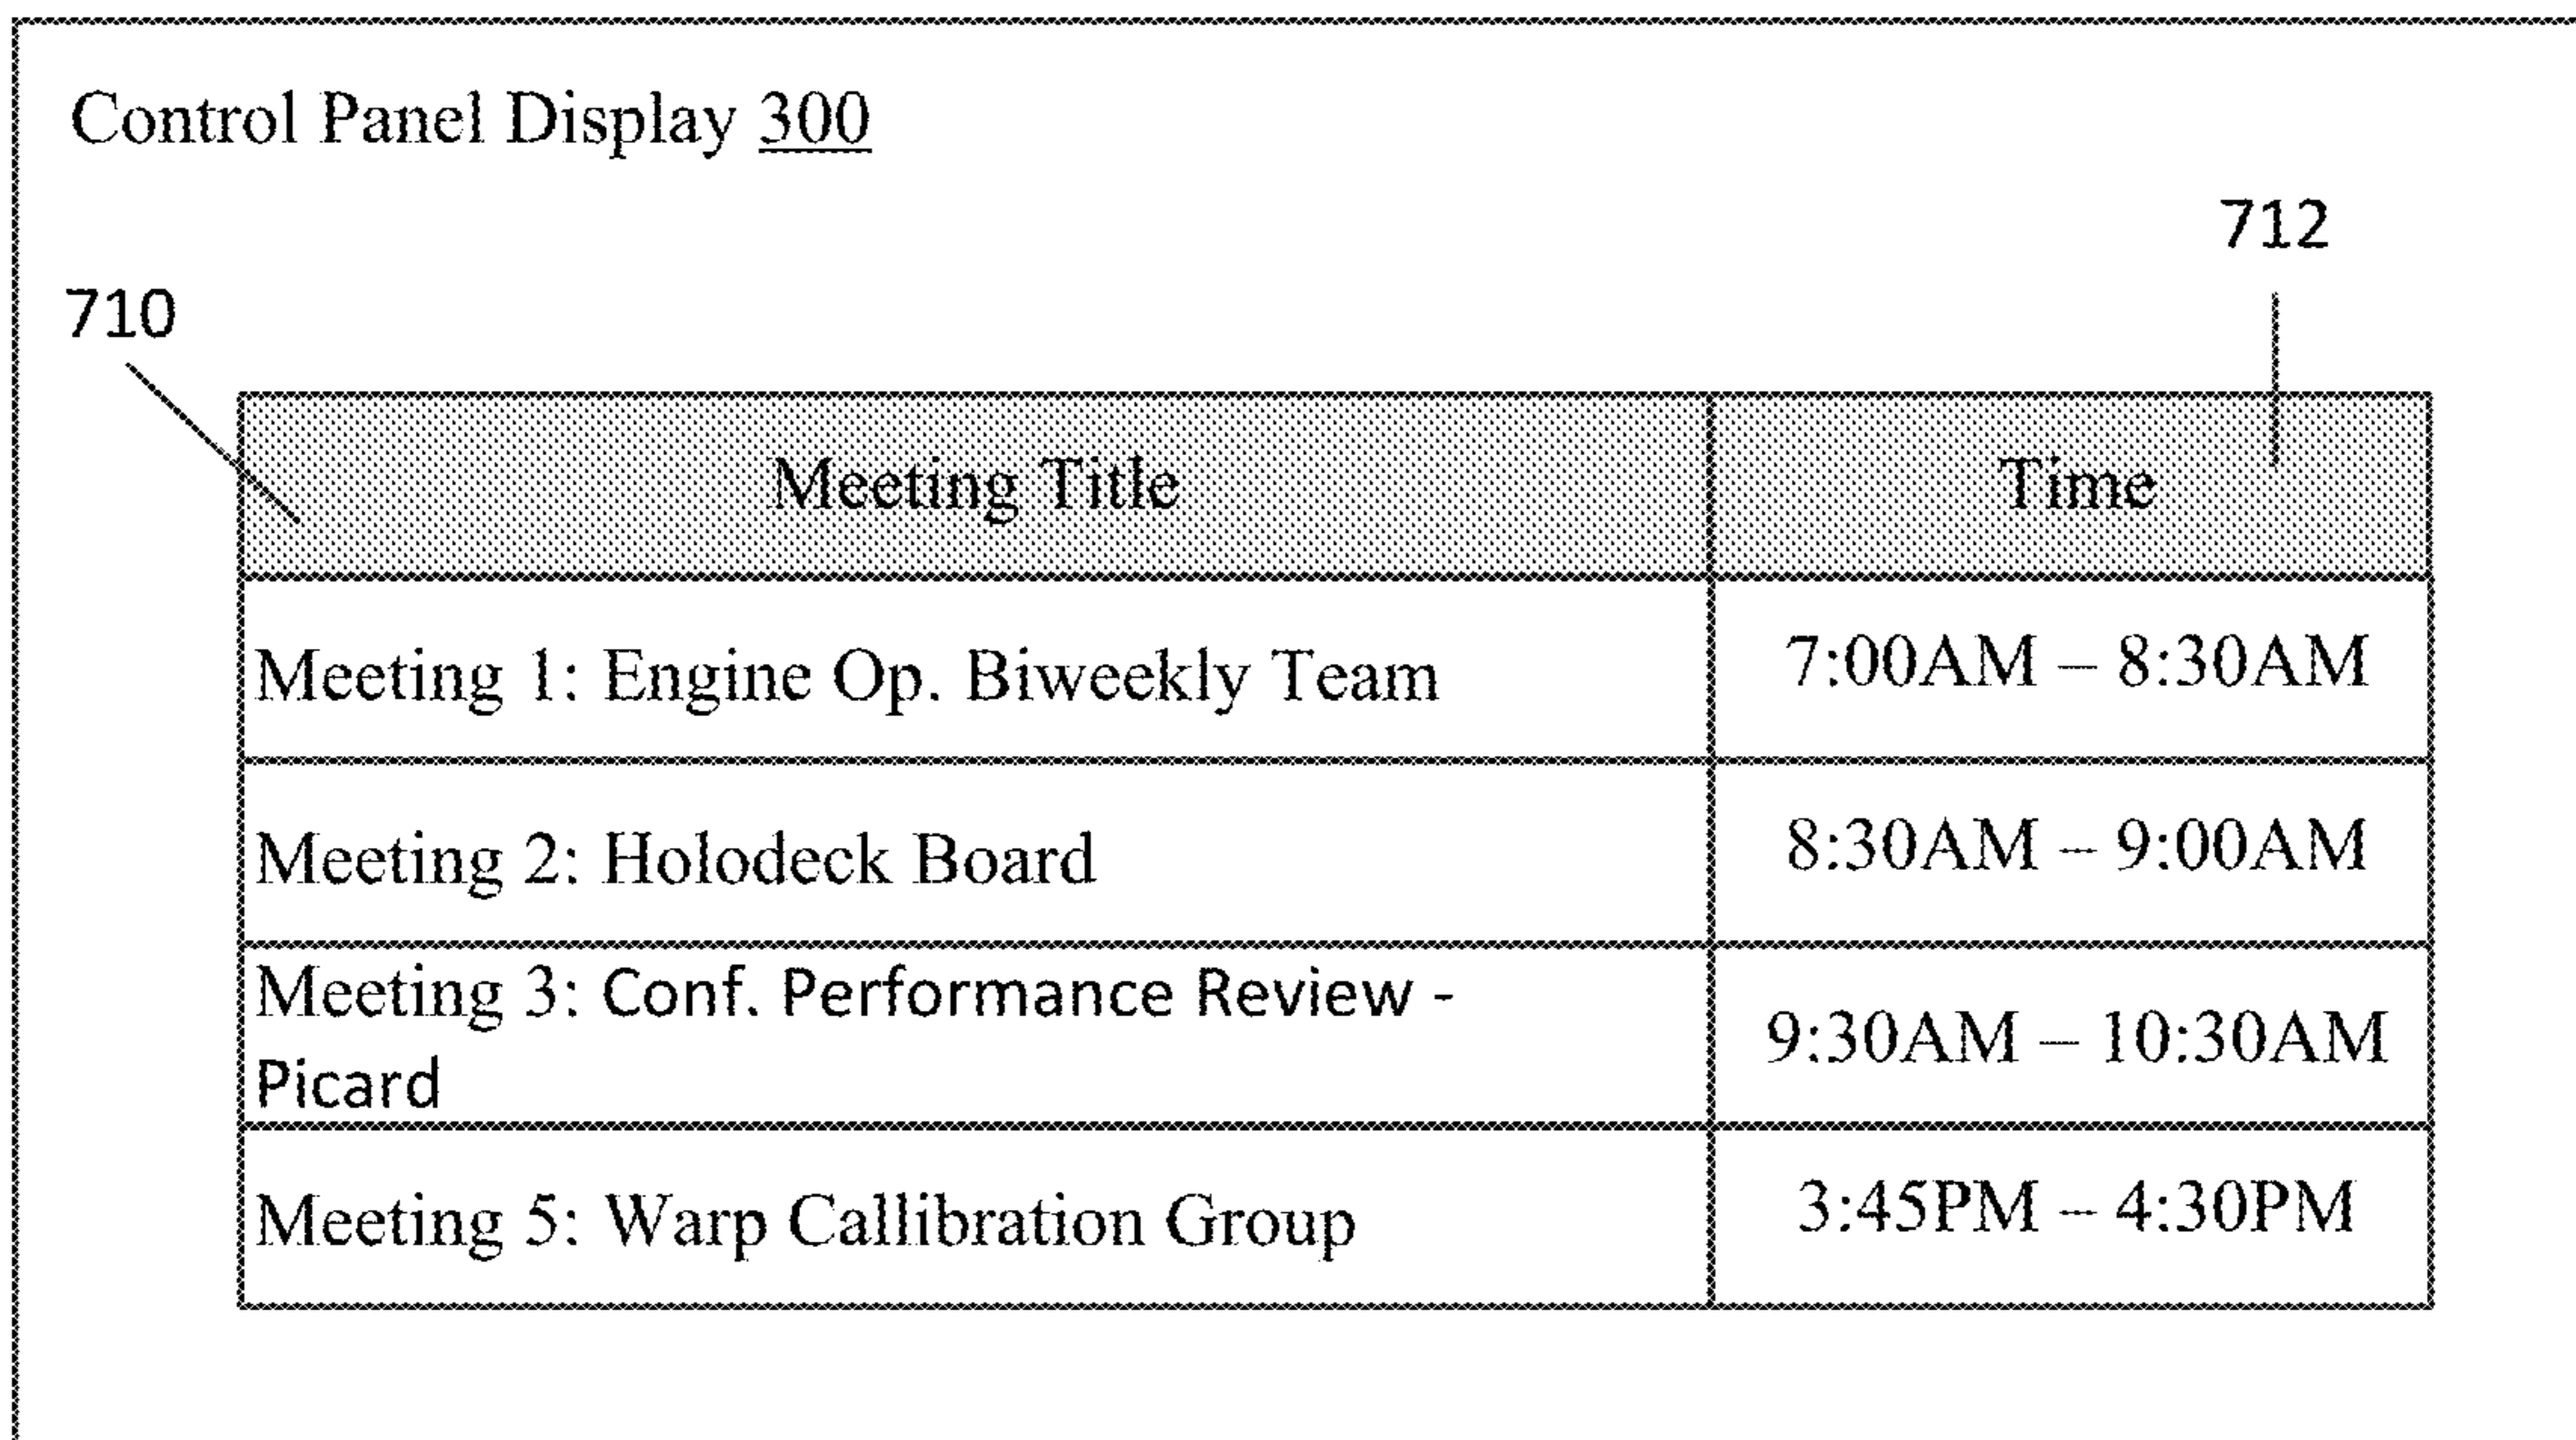 Control Panel Display 300
712
710
Meeting Title
Time
Meeting 1: Engine Op. Biweekly Team
7:00AM – 8:30AM
Meeting 2: Holodeck Board
8:30AM – 9:00AM
Meeting 3: Conf. Performance Review -
Picard
9:30AM – 10:30AM
Meeting 5: Warp Callibration Group
3:45PM – 4:30PM